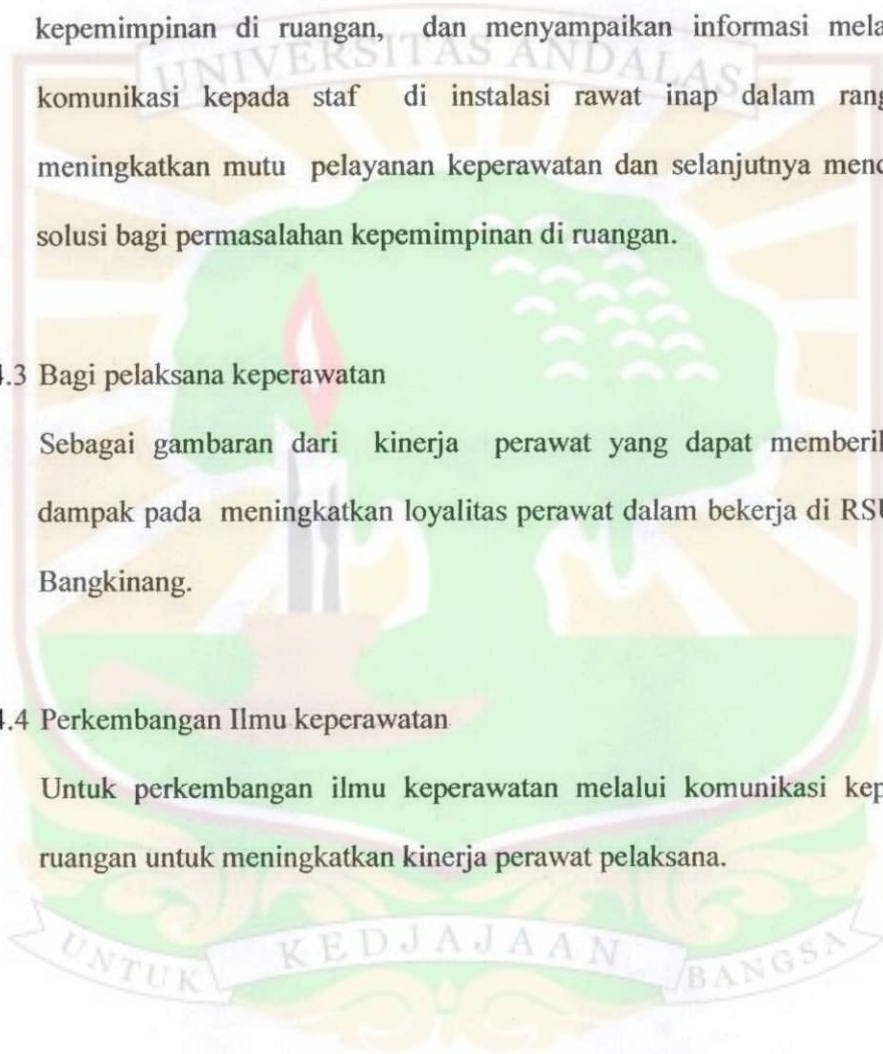 kepemimpinan di ruangan, dan menyampaikan informasi mela
UNIVERSITAS ANDALAS
komunikasi kepada staf di instalasi rawat inap dalam rang
meningkatkan mutu pelayanan keperawatan dan selanjutnya menc
solusi bagi permasalahan kepemimpinan di ruangan.
4.3 Bagi pelaksana keperawatan
Sebagai gambaran dari kinerja perawat yang dapat memberil
dampak pada meningkatkan loyalitas perawat dalam bekerja di RSU
Bangkinang.
4.4 Perkembangan Ilmu keperawatan
Untuk perkembangan ilmu keperawatan melalui komunikasi kep
ruangan untuk meningkatkan kinerja perawat pelaksana.
UNTUK KEDJAJAAN BANGSA